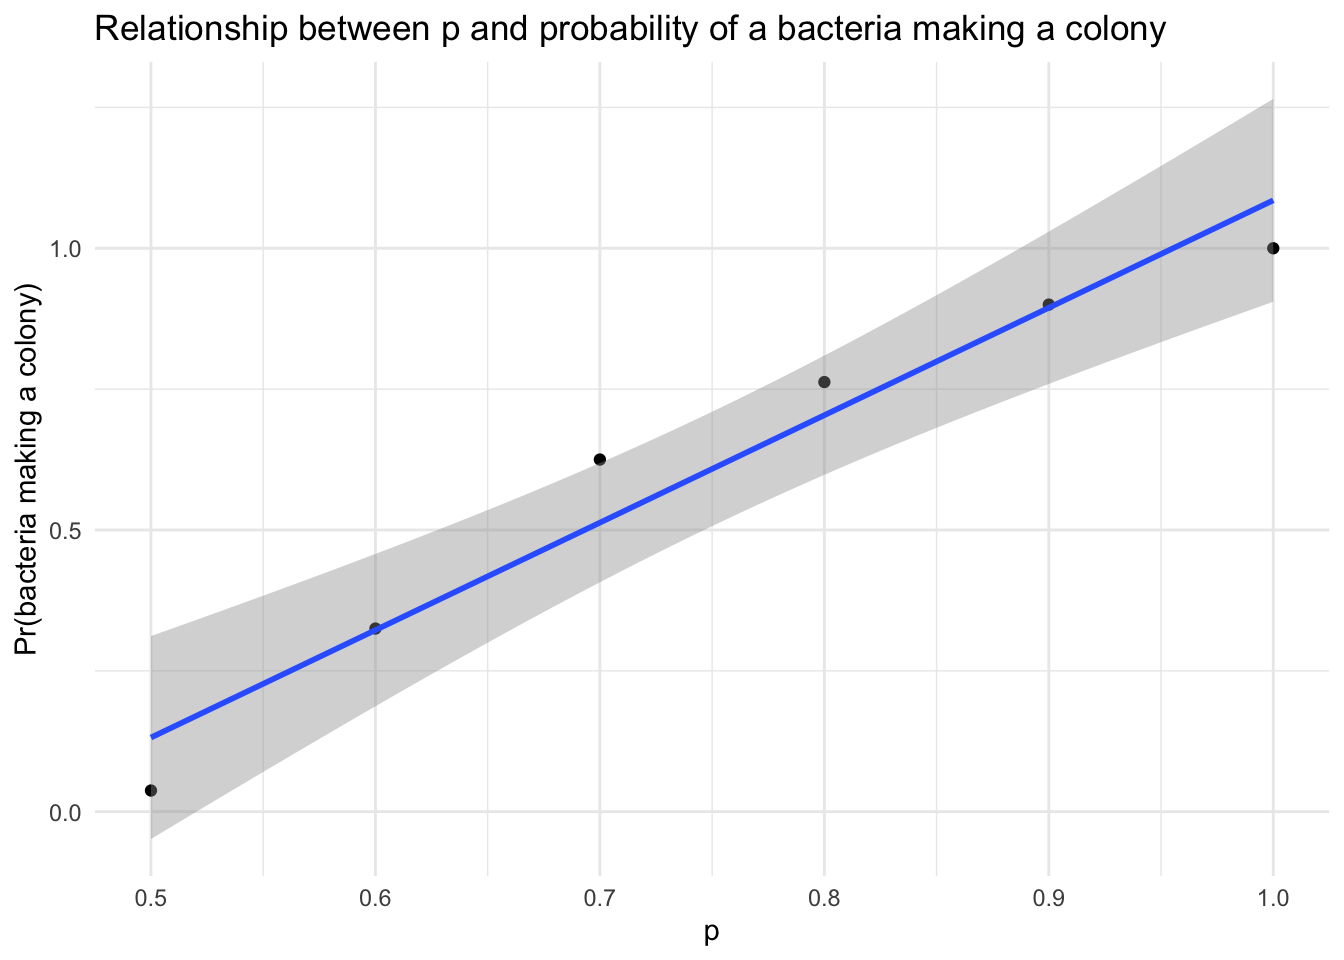 Relationship between p and probability of a bacteria making a colony
Pr(bacteria making a colony)
1.0
0.5
0.0
0.5 0.6 0.7 0.8 0.9 1.0
p